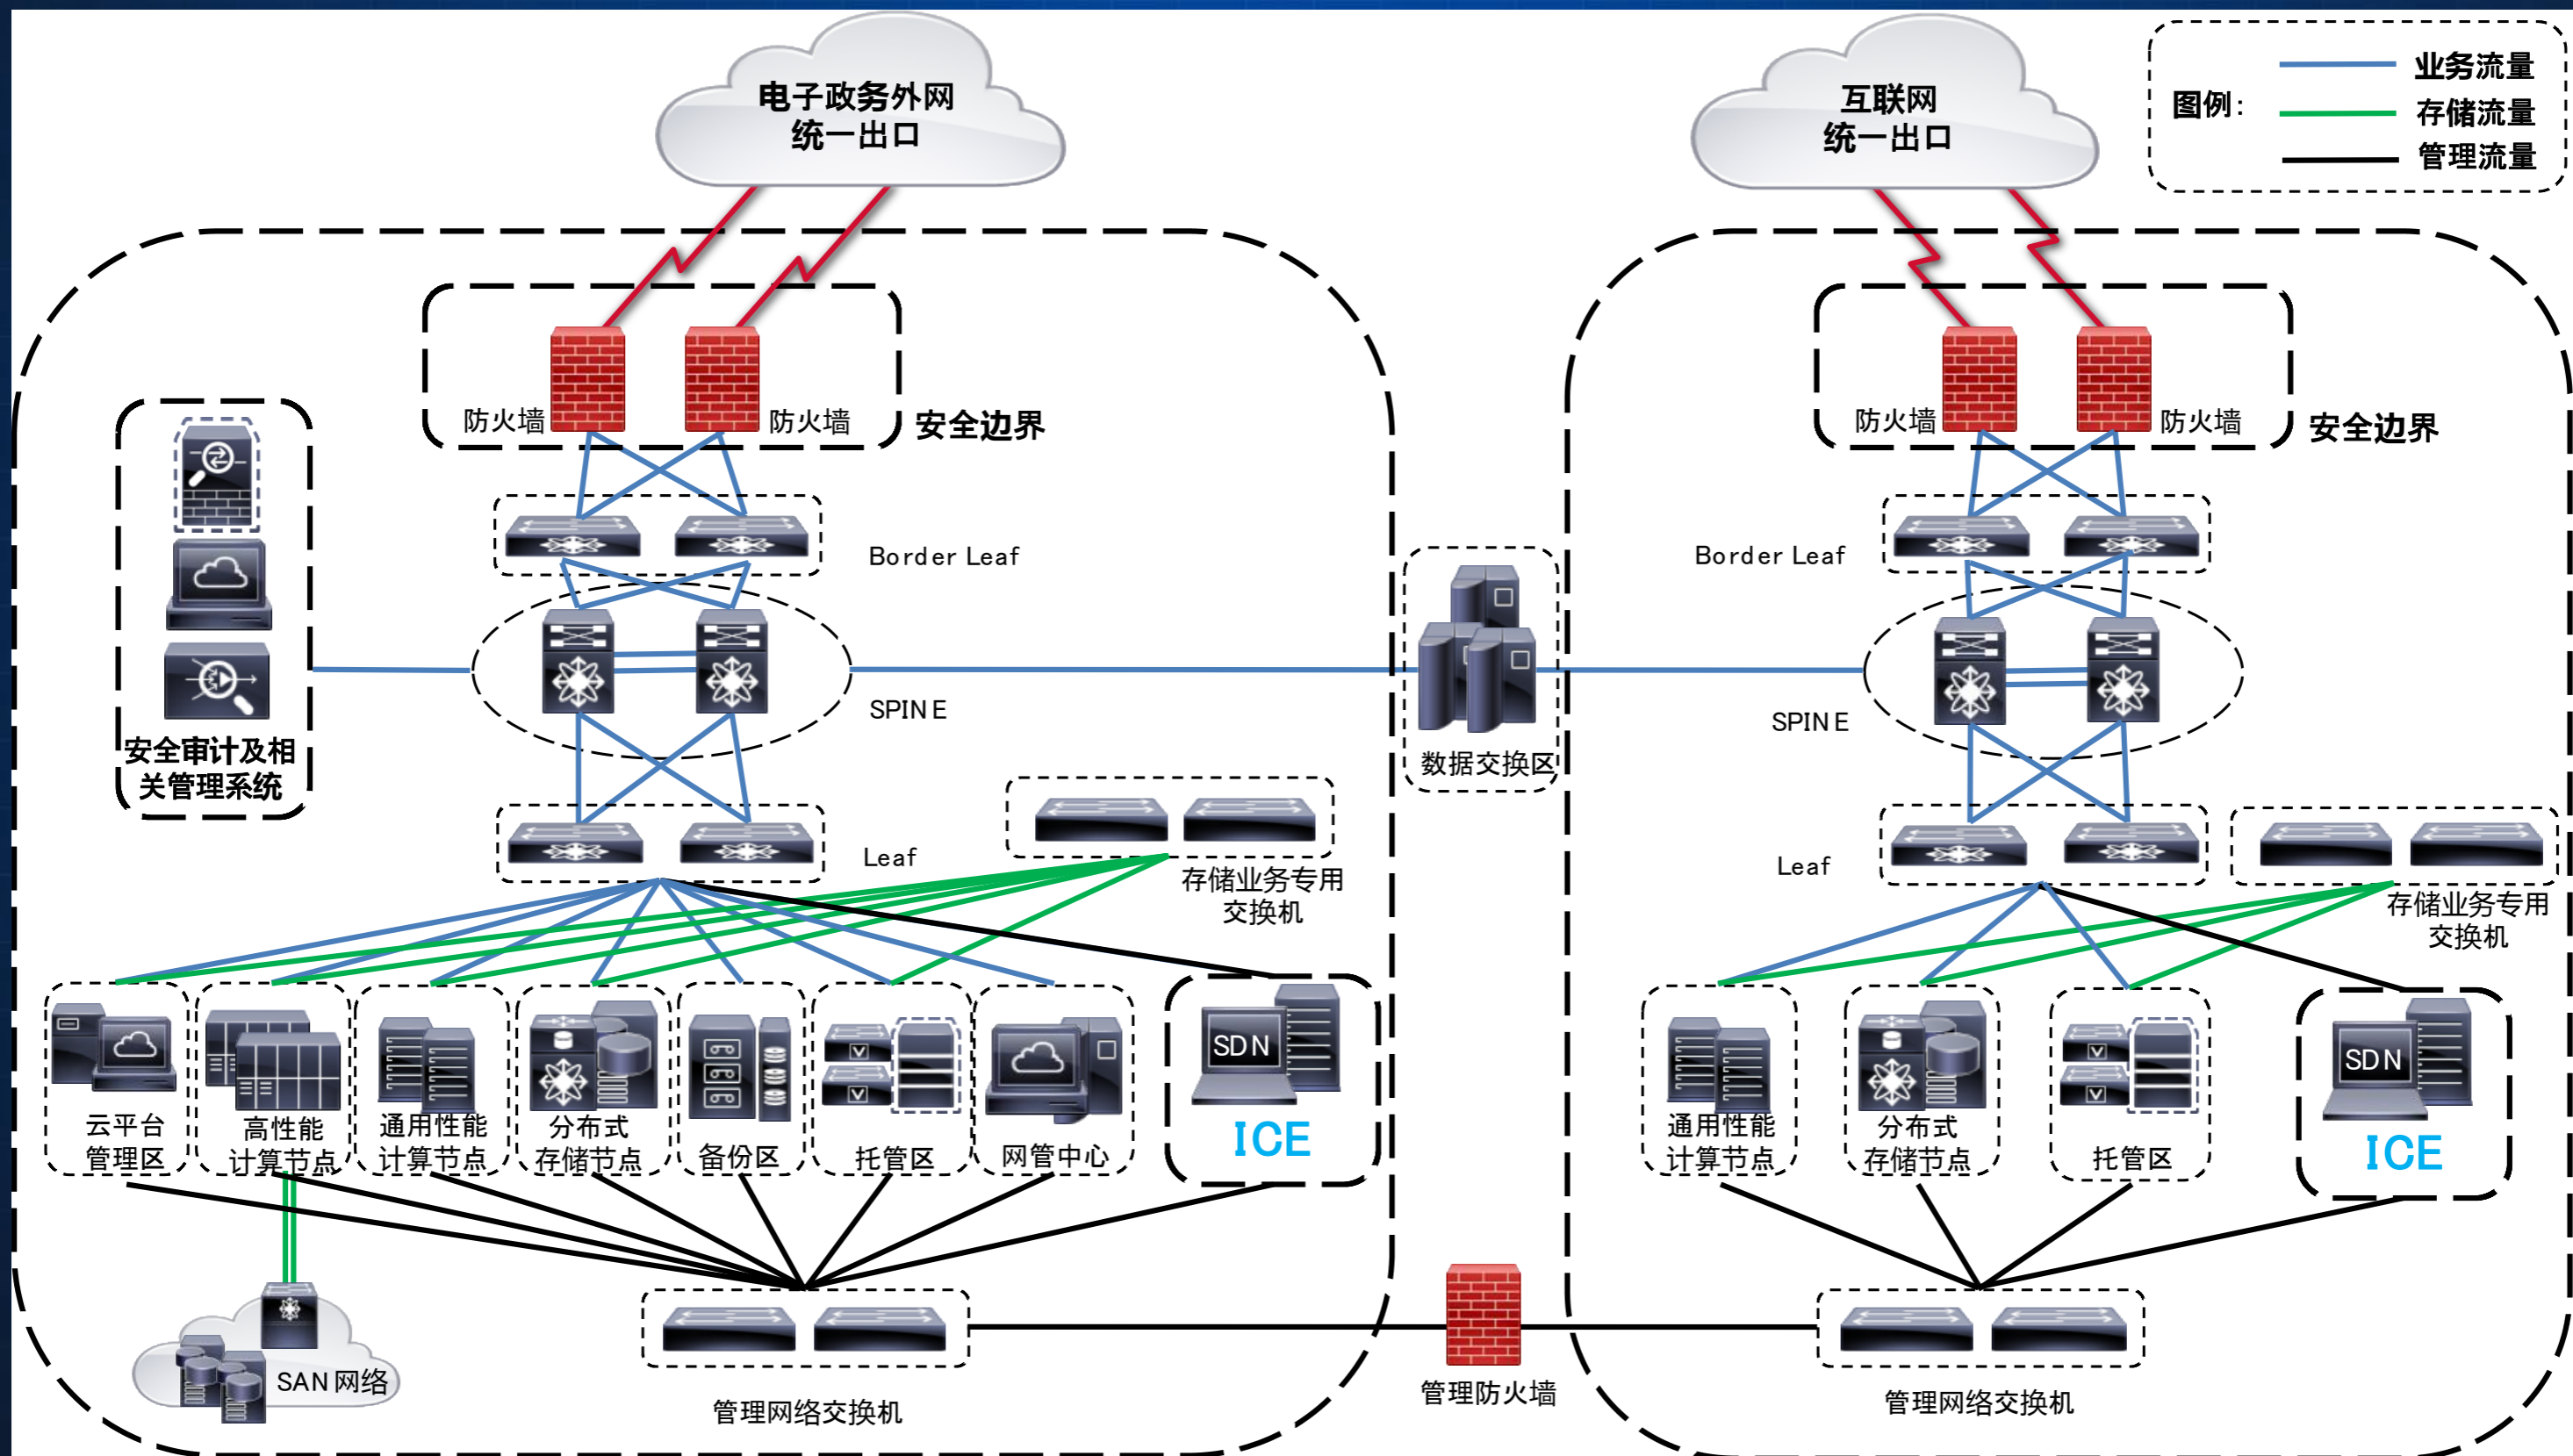 电子政务外网
统一出口
互联网
统一出口
图例:
业务流量
存储流量
管理流量
防火墙
防火墙
安全边界
防火墙
防火墙
安全边界
Border Leaf
Border Leaf
SPINE
SPINE
安全审计及相
关管理系统
数据交换区
Leaf
Leaf
存储业务专用
交换机
存储业务专用
交换机
云平台
管理区
高性能
计算节点
通用性能
计算节点
分布式
存储节点
备份区
托管区
网管中心
SDN
ICE
通用性能
计算节点
分布式
存储节点
托管区
SDN
ICE
SAN 网络
管理网络交换机
管理防火墙
管理网络交换机